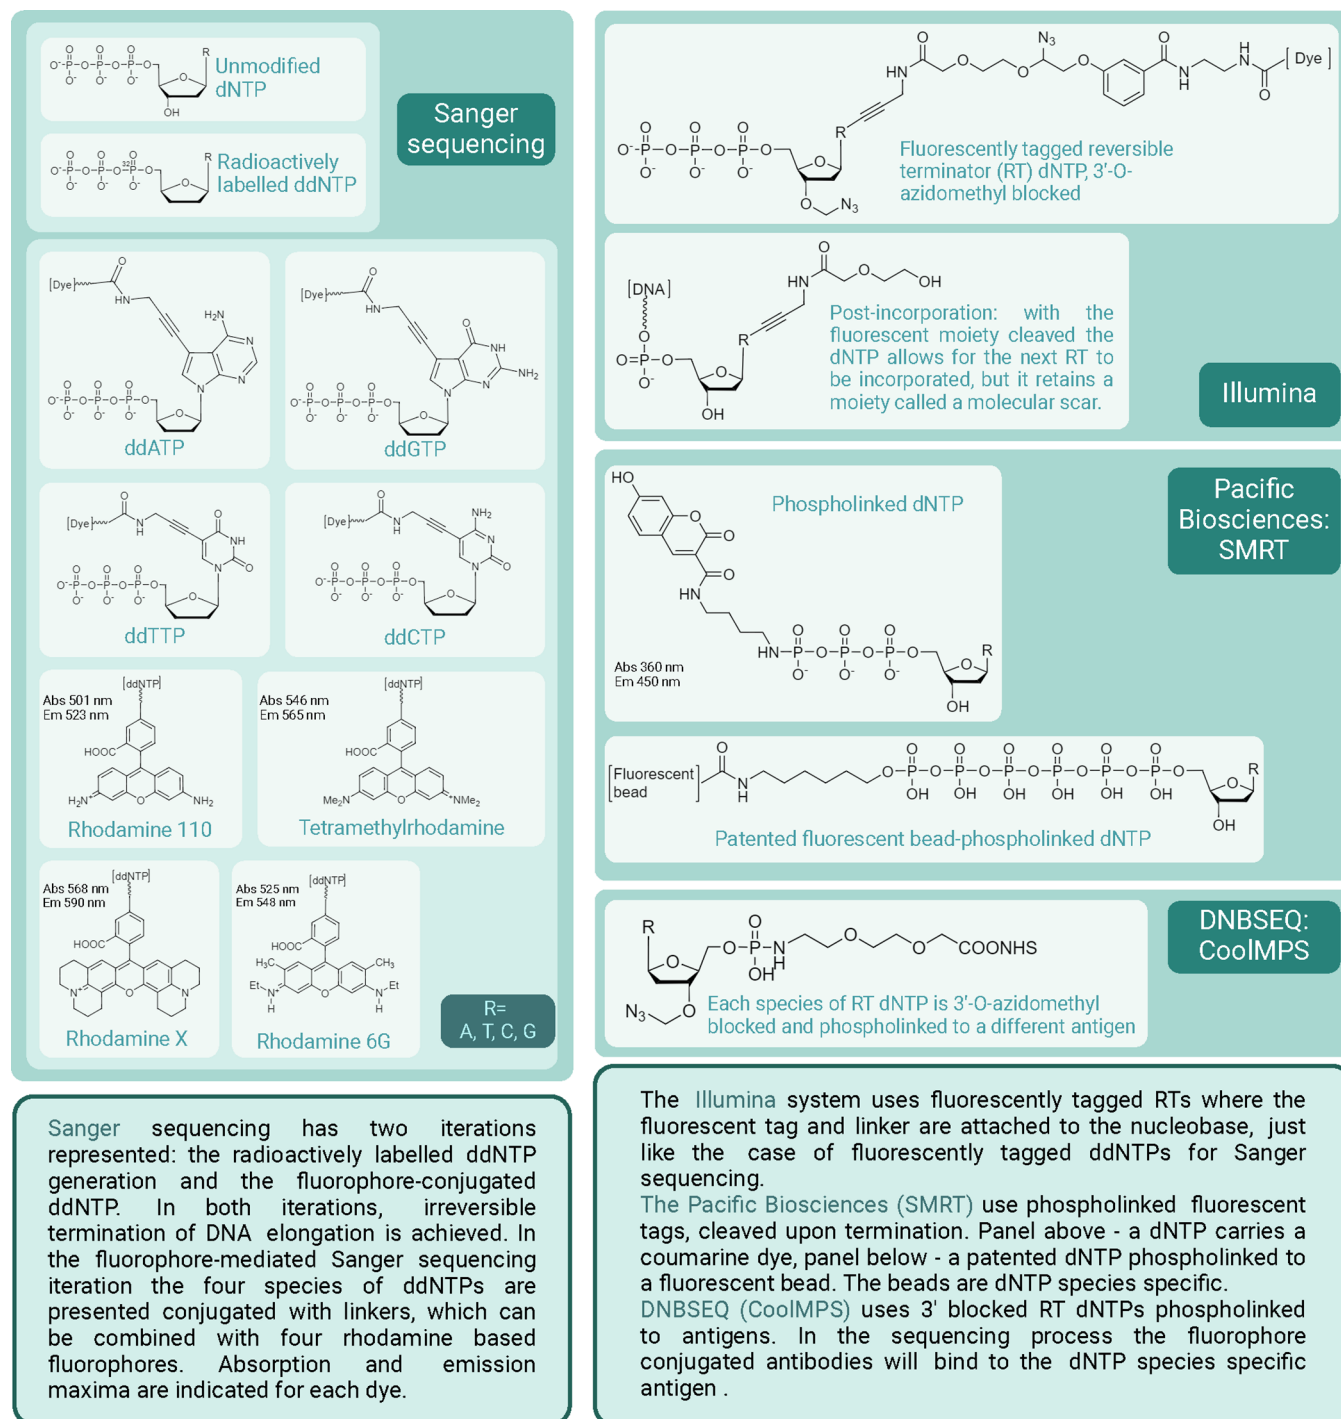 Sanger
sequencing
Unmodified
dNTP
Radioactively
labelled ddNTP
ddATP
ddGTP
ddTTP
ddCTP
Abs 501 nm
Em 523 nm
[ddNTP]
HOOC
Rhodamine 110
Abs 546 nm
Em 565 nm
[ddNTP]
HOOC
Tetramethylrhodamine
Abs 568 nm
Em 590 nm
[ddNTP]
HOOC
Rhodamine X
Abs 525 nm
Em 548 nm
[ddNTP]
HOOC
Rhodamine 6G
R=
A, T, C, G
Sanger sequencing has two iterations
represented: the radioactively labelled ddNTP
generation and the fluorophore-conjugated
ddNTP. In both iterations, irreversible
termination of DNA elongation is achieved. In
the fluorophore-mediated Sanger sequencing
iteration the four species of ddNTPs are
presented conjugated with linkers, which can
be combined with four rhodamine based
fluorophores. Absorption and emission
maxima are indicated for each dye.
[Dye]
Fluorescently tagged reversible
terminator (RT) dNTP, 3'-O-
azidomethyl blocked
[DNA]
Post-incorporation: with the
fluorescent moiety cleaved the
dNTP allows for the next RT to
be incorporated, but it retains a
moiety called a molecular scar.
Illumina
Pacific
Biosciences:
SMRT
Phospholinked dNTP
Abs 360 nm
Em 450 nm
[Fluorescent
bead]
Patented fluorescent bead-phospholinked dNTP
DNBSEQ:
CoolMPS
COONHS
Each species of RT dNTP is 3'-O-azidomethyl
blocked and phospholinked to a different antigen
The Illumina system uses fluorescently tagged RTs where the
fluorescent tag and linker are attached to the nucleobase, just
like the case of fluorescently tagged ddNTPs for Sanger
sequencing.
The Pacific Biosciences (SMRT) use phospholinked fluorescent
tags, cleaved upon termination. Panel above - a dNTP carries a
coumarine dye, panel below - a patented dNTP phospholinked to
a fluorescent bead. The beads are dNTP species specific.
DNBSEQ (CoolMPS) uses 3' blocked RT dNTPs phospholinked
to antigens. In the sequencing process the fluorophore
conjugated antibodies will bind to the dNTP species specific
antigen .